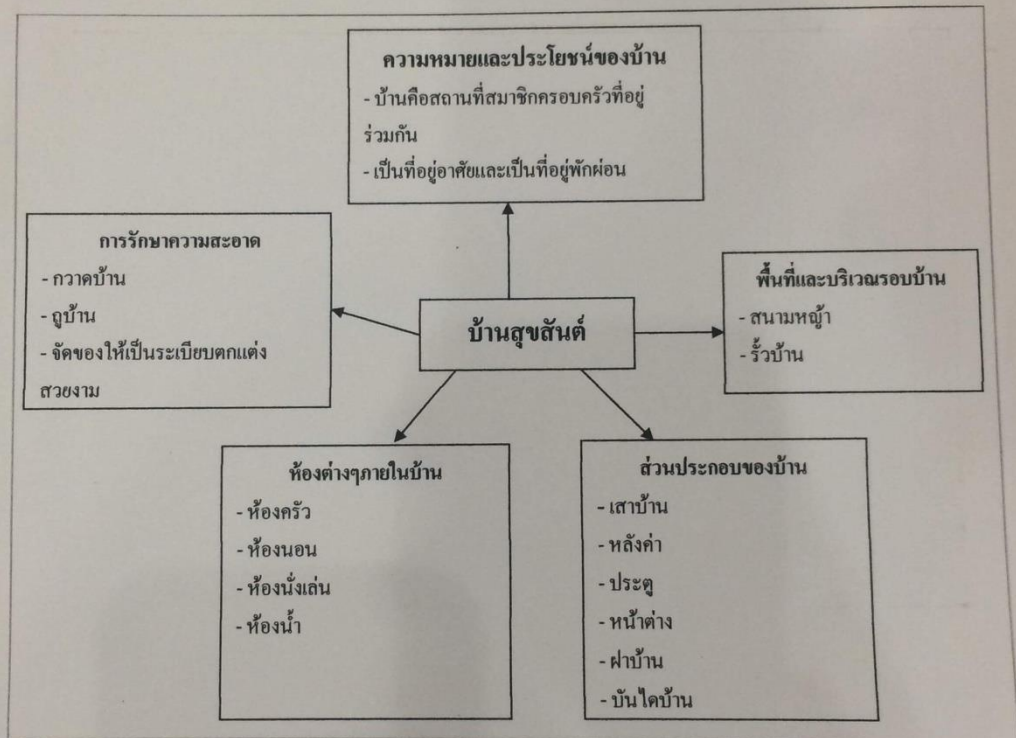 ความหมายและประโยชน์ของบ้าน
- บ้านคือสถานที่สมาชิกครอบครัวที่อยู่
ร่วมกัน
- เป็นที่อยู่อาศัยและเป็นที่อยู่พักผ่อน
การรักษาความสะอาด
- กวาดบ้าน
- ถูบ้าน
- จัดของให้เป็นระเบียบตกแต่ง
สวยงาม
บ้านสุขสันต์
พื้นที่และบริเวณรอบบ้าน
- สนามหญ้า
- รั้วบ้าน
ห้องต่างๆภายในบ้าน
- ห้องครัว
- ห้องนอน
- ห้องนั่งเล่น
- ห้องน้ำ
ส่วนประกอบของบ้าน
- เสาบ้าน
- หลังค่า
- ประตู
- หน้าต่าง
- ฝาบ้าน
- บันไดบ้าน